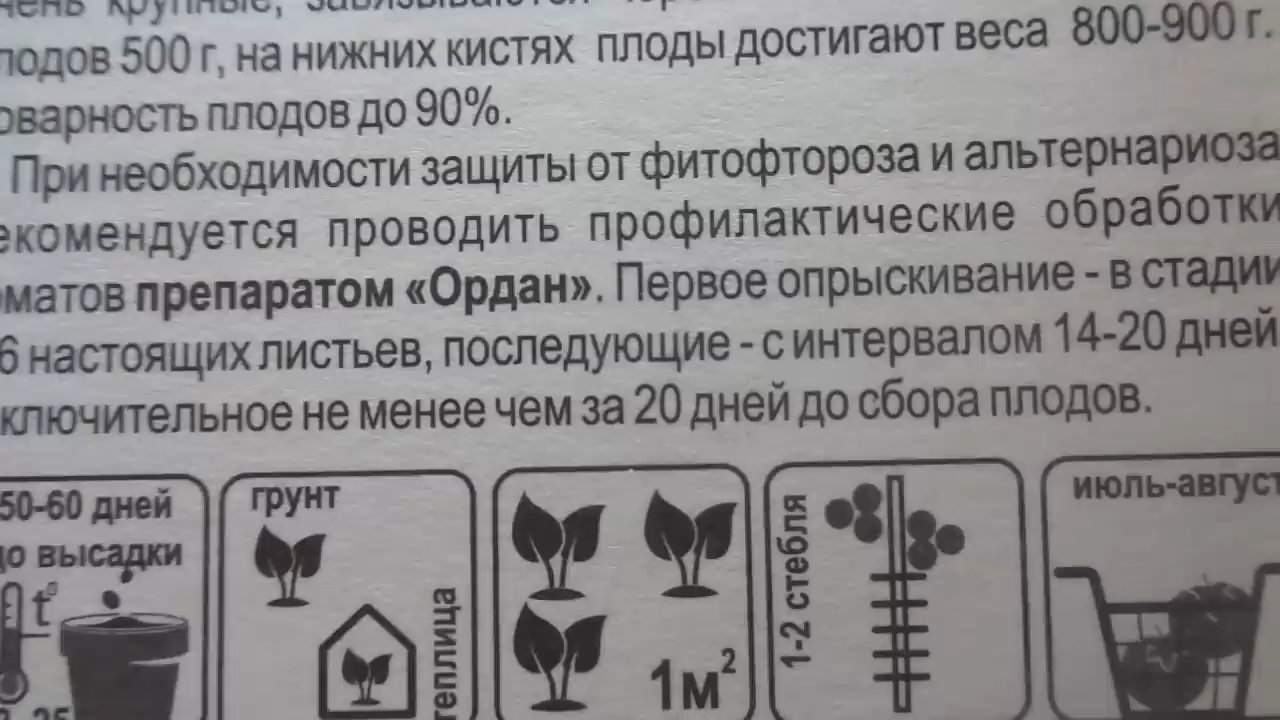 крупные,
плодов 500 г, на нижних кистях плоды достигают веса 800-900 г.
оварность плодов до 90%.
При необходимости защиты от фитофтороза и альтернариоза
екомендуется проводить профилактические обработки
оматов препаратом «Ордан». Первое опрыскивание - в стадии
6 настоящих листьев, последующие - с интервалом 14-20 дней
ключительное не менее чем за 20 дней до сбора плодов.
50-60 дней
до высадки
t°
грунт
теплица
1м²
1-2 стебля
июль-август